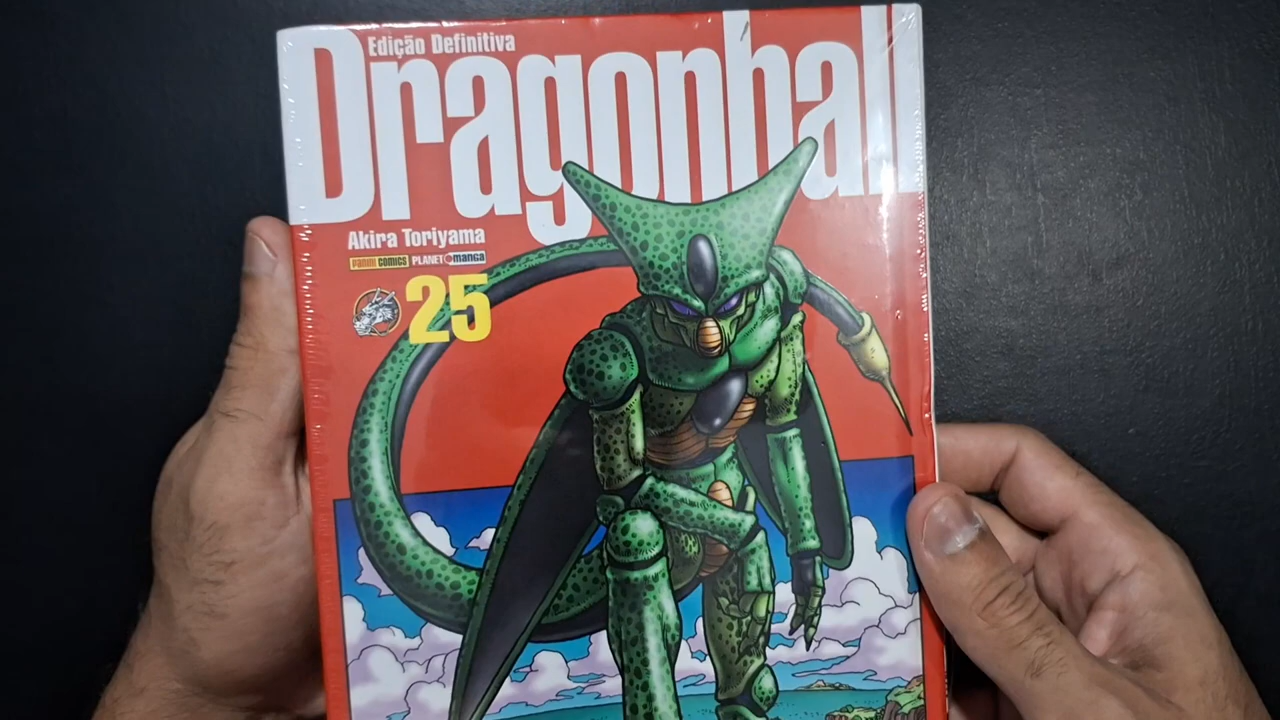 Edição Definitiva
Dragonball
Akira Toriyama
PANINI COMICS PLANET manga
25